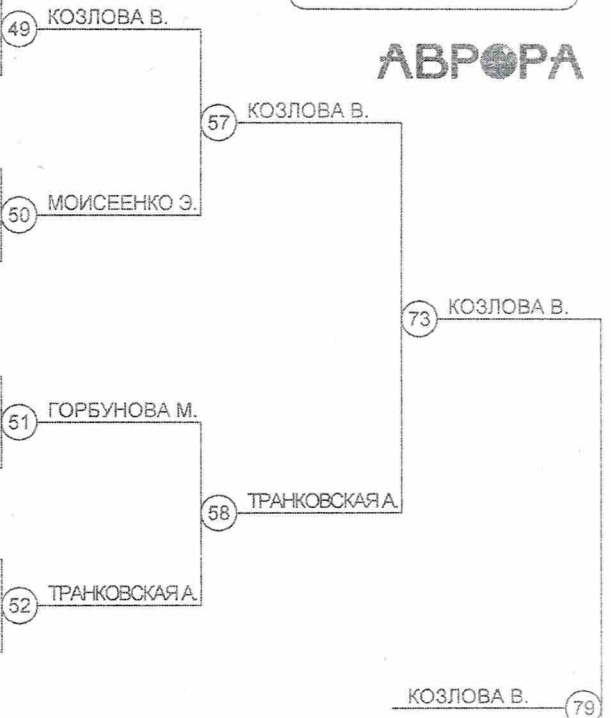 49 КОЗЛОВА В.
АВРОРА
57 КОЗЛОВА В.
50 МОИСЕЕНКО Э.
73 КОЗЛОВА В.
51 ГОРБУНОВА М.
58 ТРАНКОВСКАЯ А.
52 ТРАНКОВСКАЯ А.
КОЗЛОВА В. 79